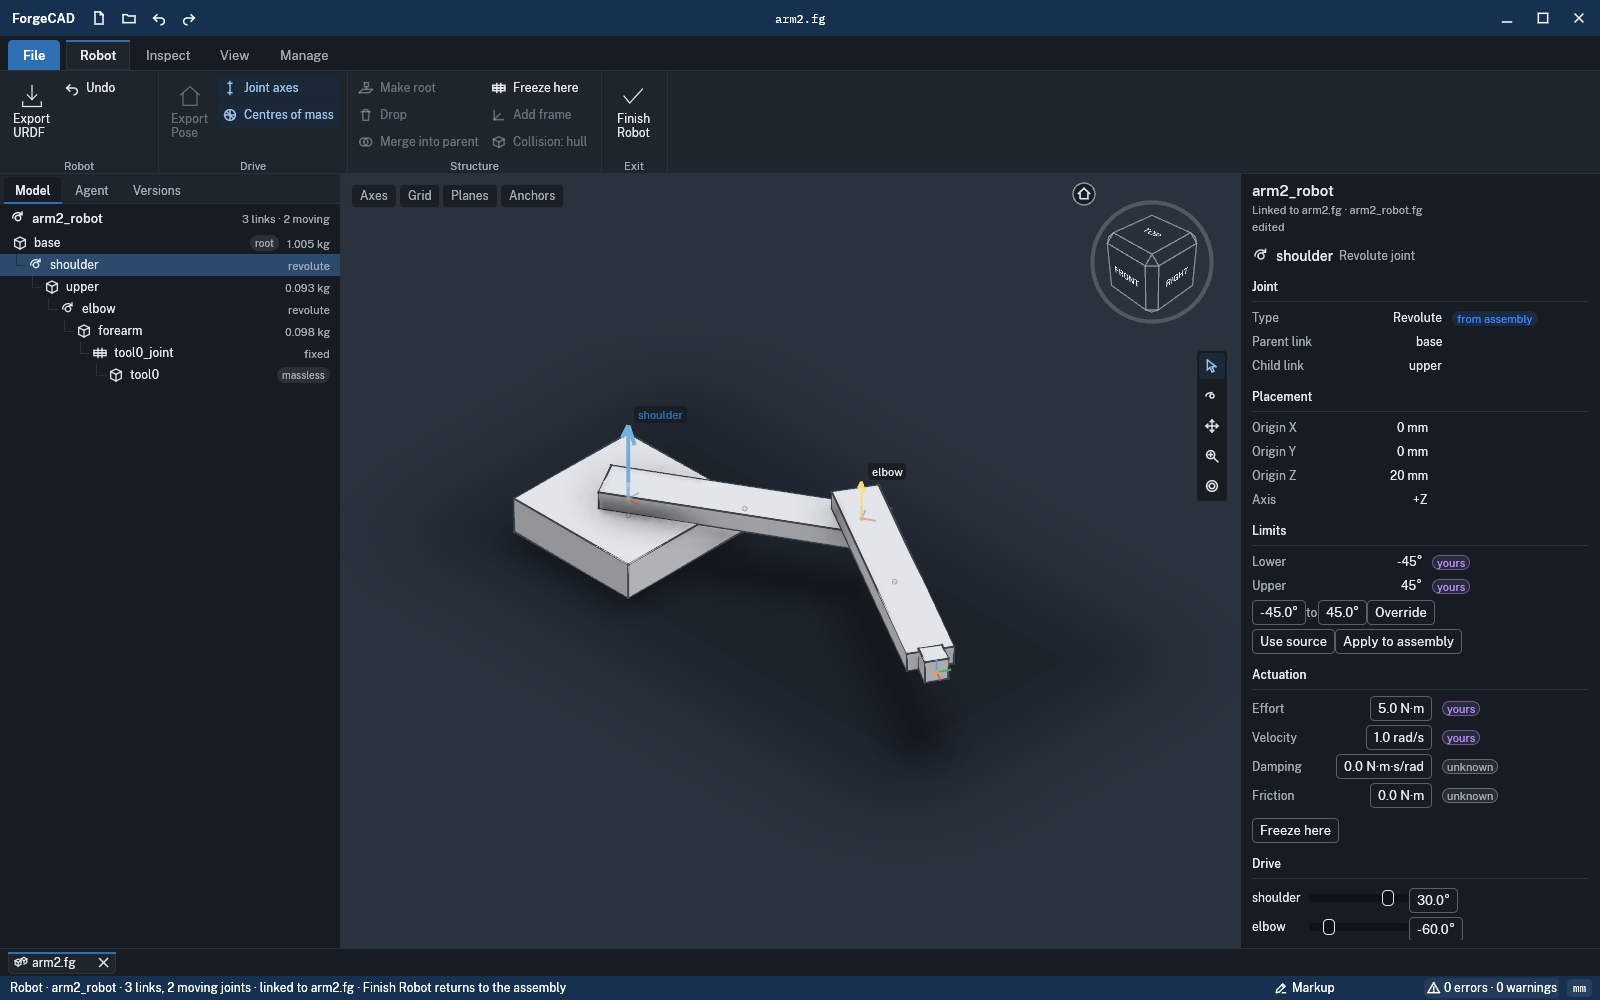 ForgeCAD
arm2.fg
File
Robot
Inspect
View
Manage
Export URDF
Undo
Robot
Export Pose
Joint axes
Centres of mass
Drive
Make root
Drop
Merge into parent
Freeze here
Add frame
Collision: hull
Structure
Finish Robot
Exit
Model
Agent
Versions
arm2_robot 3 links · 2 moving
base root 1.005 kg
shoulder revolute
upper 0.093 kg
elbow revolute
forearm 0.098 kg
tool0_joint fixed
tool0 massless
Axes
Grid
Planes
Anchors
TOP
FRONT
RIGHT
shoulder
elbow
arm2_robot
Linked to arm2.fg · arm2_robot.fg
edited
shoulder Revolute joint
Joint
Type Revolute from assembly
Parent link base
Child link upper
Placement
Origin X 0 mm
Origin Y 0 mm
Origin Z 20 mm
Axis +Z
Limits
Lower -45° yours
Upper 45° yours
-45.0° to 45.0° Override
Use source Apply to assembly
Actuation
Effort 5.0 N·m yours
Velocity 1.0 rad/s yours
Damping 0.0 N·m·s/rad unknown
Friction 0.0 N·m unknown
Freeze here
Drive
shoulder 30.0°
elbow -60.0°
arm2.fg
Robot · arm2_robot · 3 links, 2 moving joints · linked to arm2.fg · Finish Robot returns to the assembly
Markup
0 errors · 0 warnings
mm